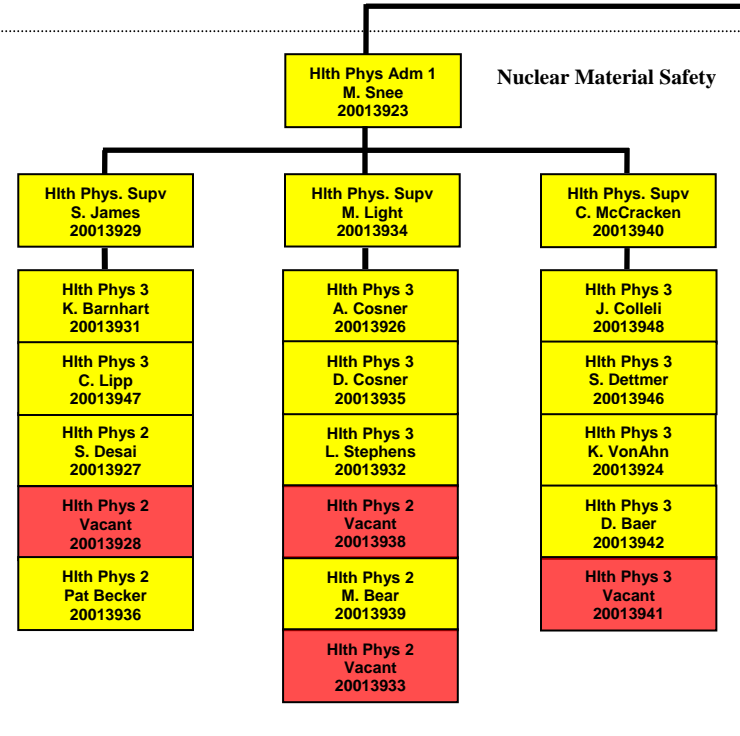 Hlth Phys Adm 1
M. Snee
20013923
Nuclear Material Safety
Hlth Phys. Supv
S. James
20013929
Hlth Phys 3
K. Barnhart
20013931
Hlth Phys 3
C. Lipp
20013947
Hlth Phys 2
S. Desai
20013927
Hlth Phys 2
Vacant
20013928
Hlth Phys 2
Pat Becker
20013936
Hlth Phys. Supv
M. Light
20013934
Hlth Phys 3
A. Cosner
20013926
Hlth Phys 3
D. Cosner
20013935
Hlth Phys 3
L. Stephens
20013932
Hlth Phys 2
Vacant
20013938
Hlth Phys 2
M. Bear
20013939
Hlth Phys 2
Vacant
20013933
Hlth Phys. Supv
C. McCracken
20013940
Hlth Phys 3
J. Colleli
20013948
Hlth Phys 3
S. Dettmer
20013946
Hlth Phys 3
K. VonAhn
20013924
Hlth Phys 3
D. Baer
20013942
Hlth Phys 3
Vacant
20013941